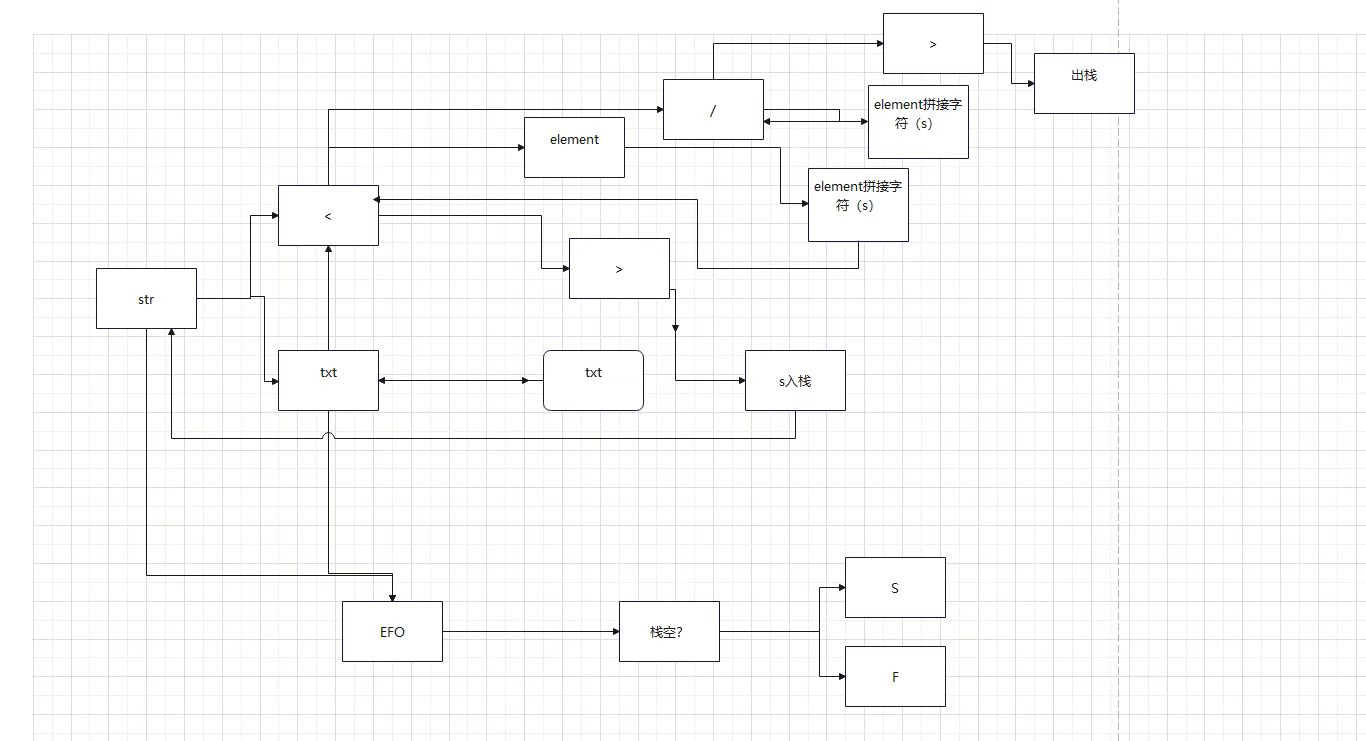 >
出栈
/
element拼接字
符（s）
element
element拼接字
符（s）
<
>
str
txt
txt
s入栈
S
EFO
栈空?
F